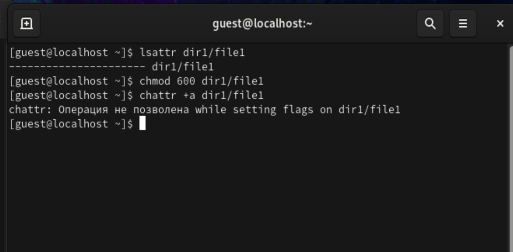 guest@localhost:~
[guest@localhost ~]$ lsattr dir1/file1
---------------------- dir1/file1
[guest@localhost ~]$ chmod 600 dir1/file1
[guest@localhost ~]$ chattr +a dir1/file1
chattr: Операция не позволена while setting flags on dir1/file1
[guest@localhost ~]$